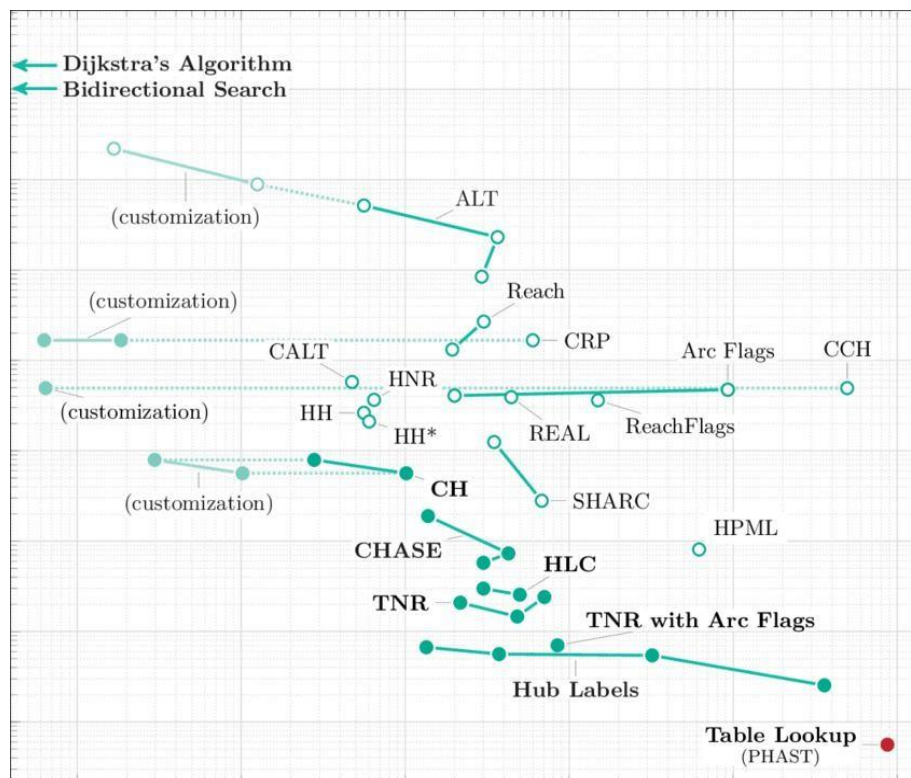 Dijkstra's Algorithm
Bidirectional Search
ALT
(customization)
Reach
(customization)
CRP
CALT
Arc Flags
CCH
HNR
(customization)
HH
REAL
ReachFlags
HH*
CH
(customization)
SHARC
HPML
CHASE
HLC
TNR
TNR with Arc Flags
Hub Labels
Table Lookup
(PHAST)